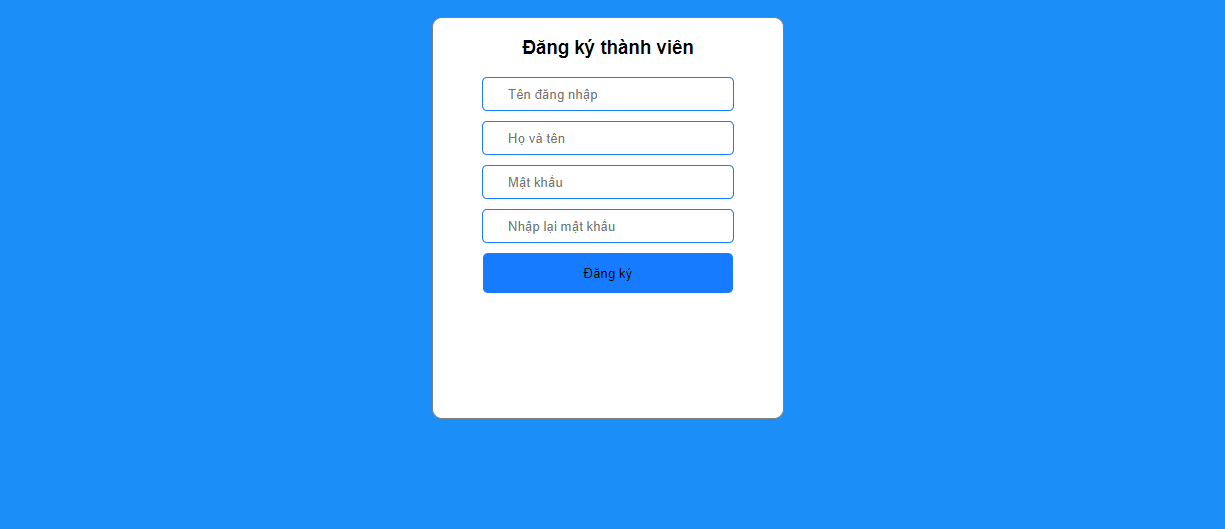 Đăng ký thành viên
Tên đăng nhập
Họ và tên
Mật khẩu
Nhập lại mật khẩu
Đăng ký